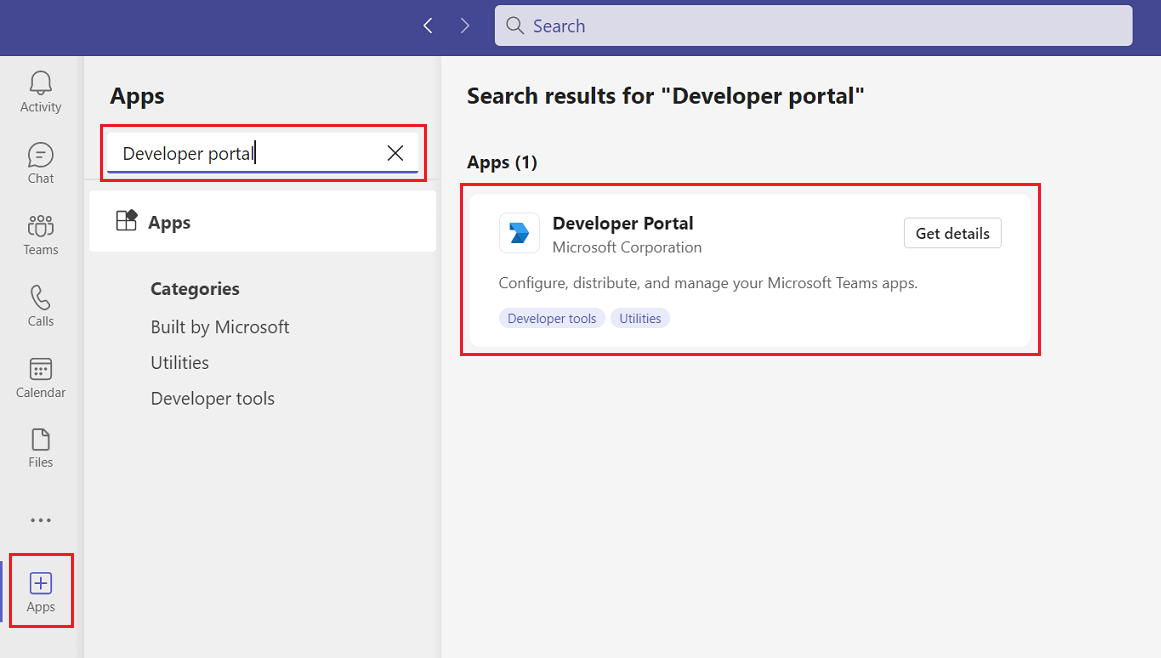 Search
Activity
Chat
Teams
Calls
Calendar
Files
Apps
Apps
Developer portal
Apps
Categories
Built by Microsoft
Utilities
Developer tools
Search results for "Developer portal"
Apps (1)
Developer Portal
Microsoft Corporation
Get details
Configure, distribute, and manage your Microsoft Teams apps.
Developer tools Utilities